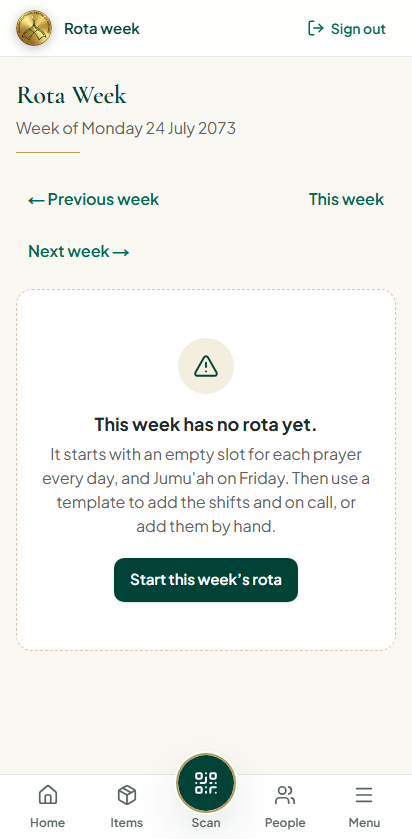 Rota week
Sign out
Rota Week
Week of Monday 24 July 2073
← Previous week
This week
Next week →
This week has no rota yet.
It starts with an empty slot for each prayer
every day, and Jumu'ah on Friday. Then use a
template to add the shifts and on call, or
add them by hand.
Start this week’s rota
Home
Items
Scan
People
Menu